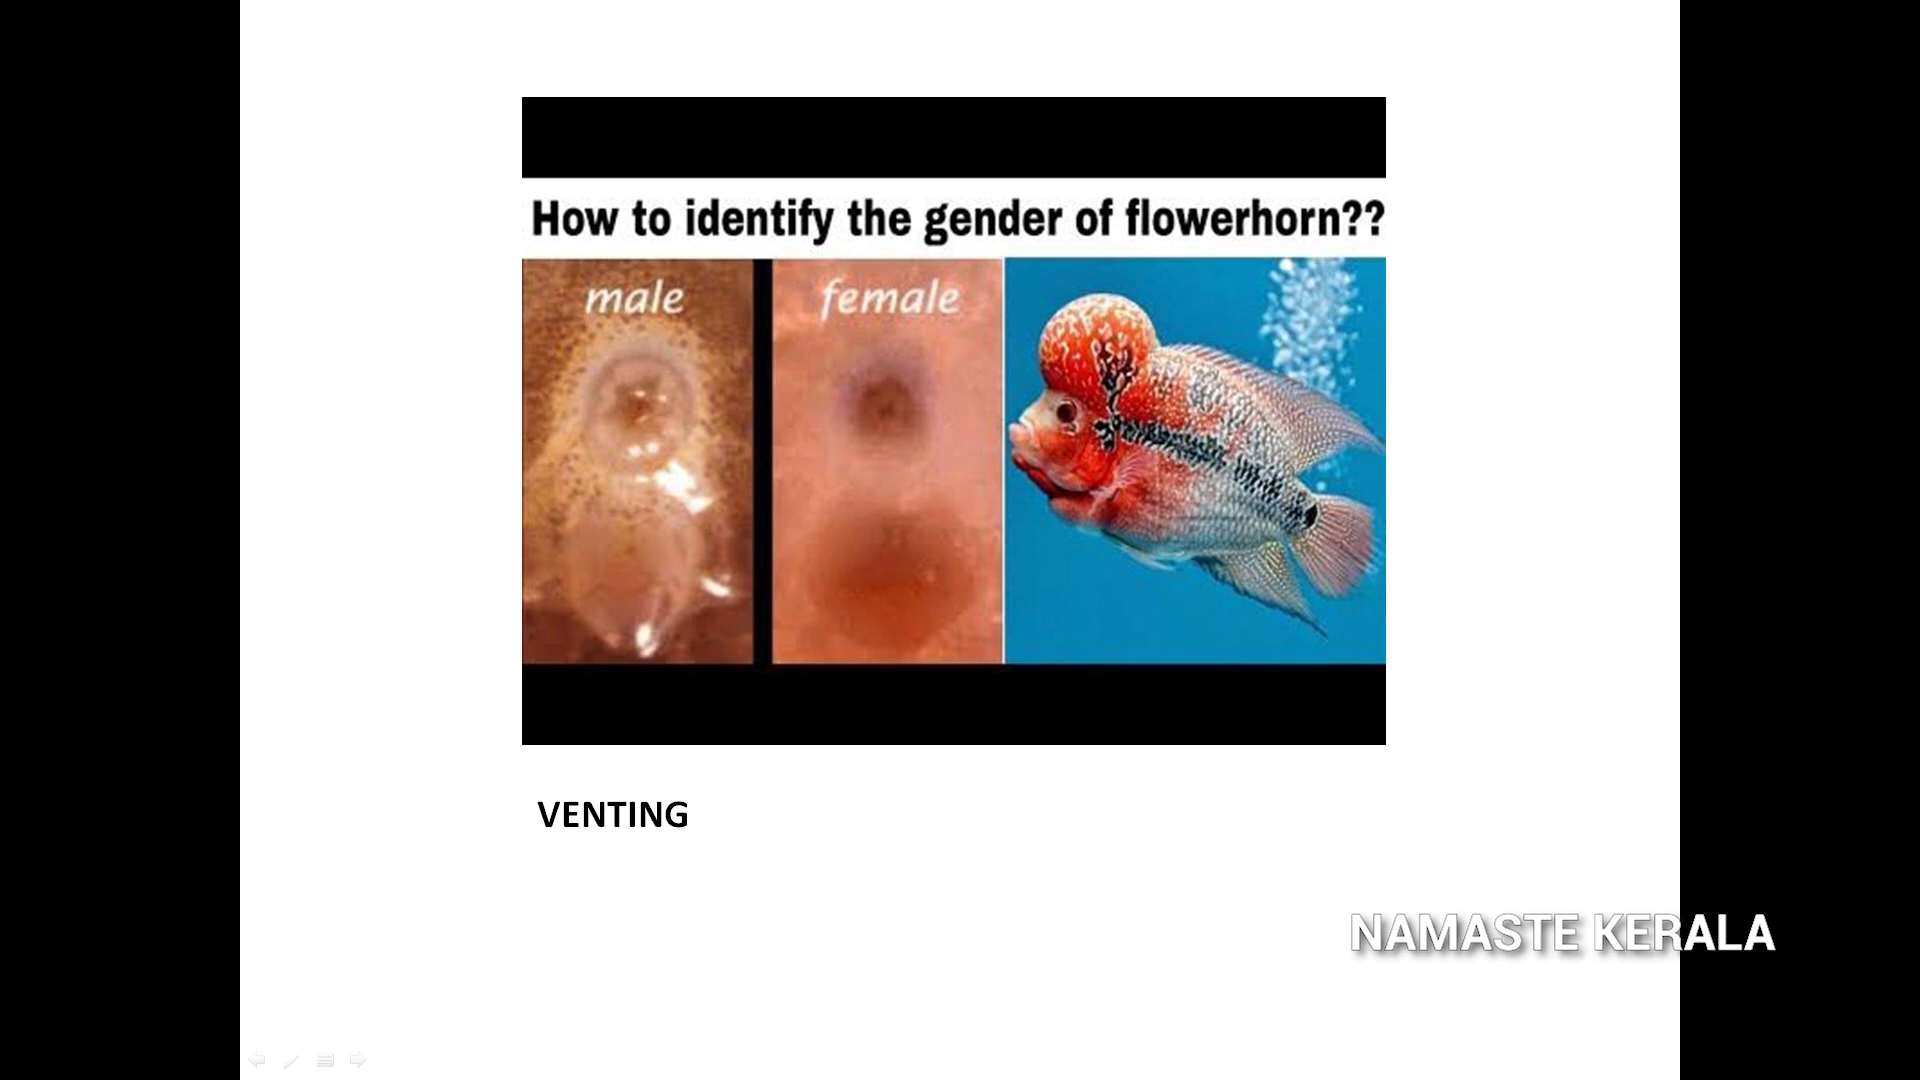 How to identify the gender of flowerhorn??
male
female
VENTING
NAMASTE KERALA